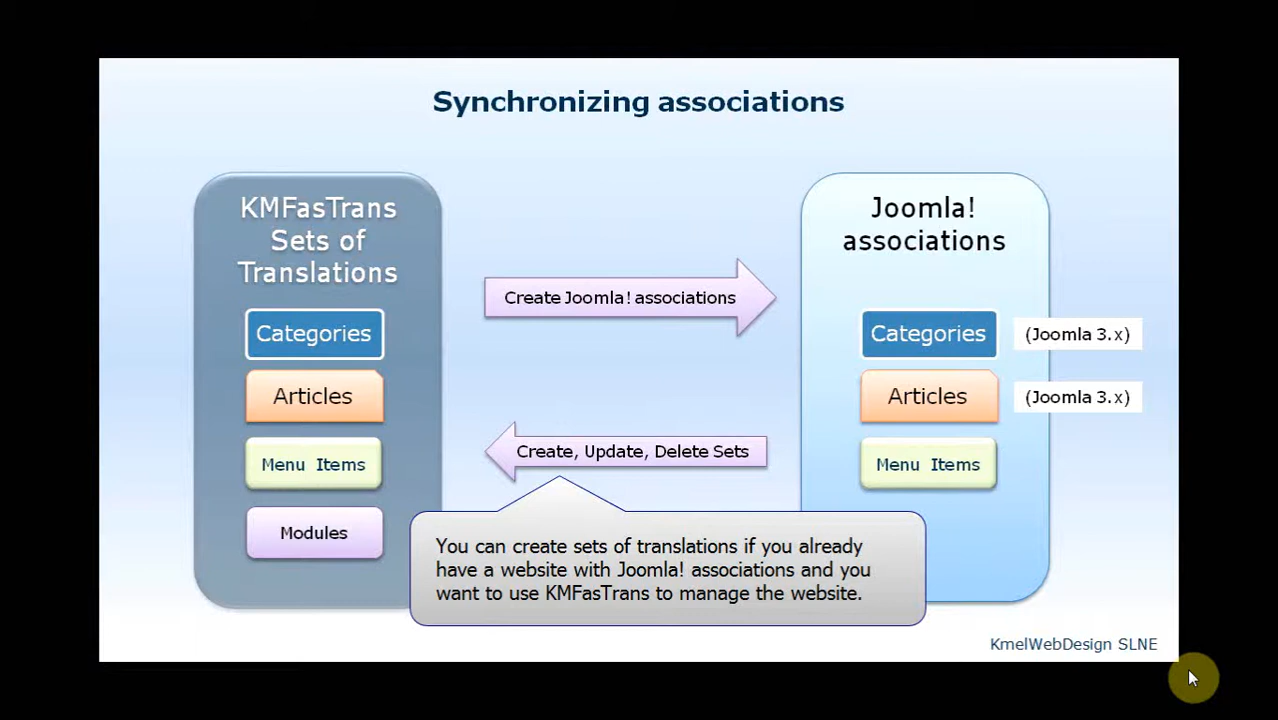 Synchronizing associations
KMFasTrans
Sets of
Translations
Categories
Articles
Menu Items
Modules
Create Joomla! associations
Create, Update, Delete Sets
You can create sets of translations if you already
have a website with Joomla! associations and you
want to use KMFasTrans to manage the website.
Joomla!
associations
Categories
(Joomla 3.x)
Articles
(Joomla 3.x)
Menu Items
KmelWebDesign SLNE